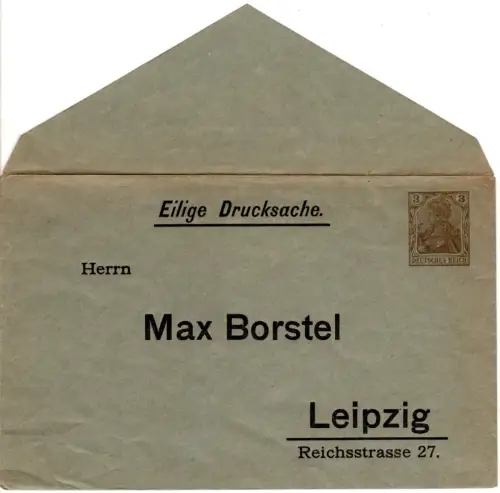 Eilige Drucksache.
3 3
DEUTSCHES REICH
Herrn
Max Borstel
Leipzig
Reichsstrasse 27.